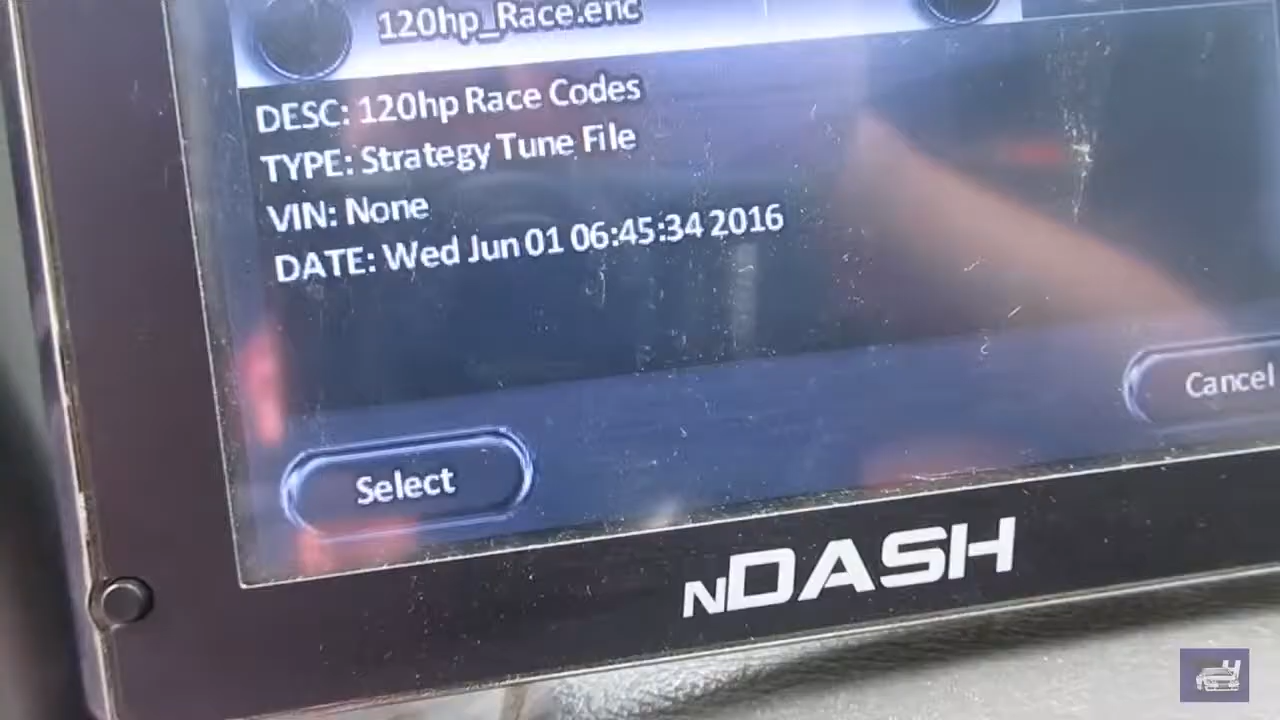 120hp_Race.enc
DESC: 120hp Race Codes
TYPE: Strategy Tune File
VIN: None
DATE: Wed Jun 01 06:45:34 2016
Cancel
Select
nDASH